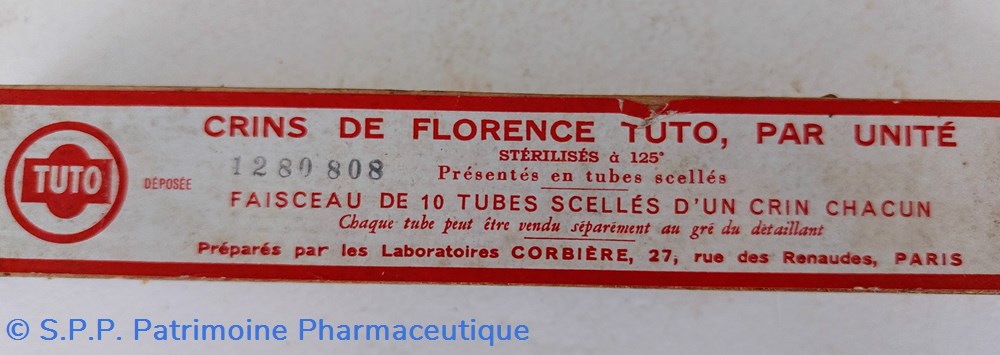 CRINS DE FLORENCE TUTO, PAR UNITÉ
STÉRILISÉS à 125°
1280808
Présentés en tubes scellés
TUTO
DÉPOSÉE
FAISCEAU DE 10 TUBES SCELLÉS D'UN CRIN CHACUN
Chaque tube peut être vendu séparément au gré du détaillant
Préparés par les Laboratoires CORBIÈRE, 27, rue des Renaudes, PARIS
© S.P.P. Patrimoine Pharmaceutique